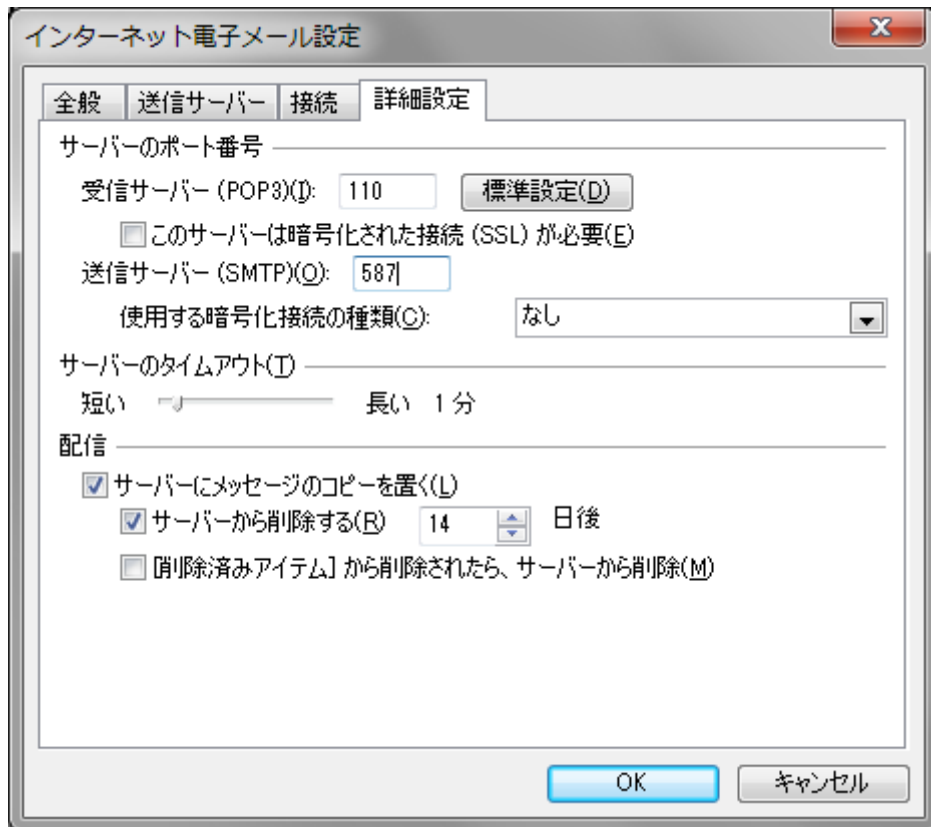 インターネット電子メール設定
全般 送信サーバー 接続 詳細設定
サーバーのポート番号
受信サーバー (POP3)(I): 110 標準設定(D)
このサーバーは暗号化された接続 (SSL) が必要(E)
送信サーバー (SMTP)(O): 587
使用する暗号化接続の種類(C): なし
サーバーのタイムアウト(T)
短い 長い 1 分
配信
サーバーにメッセージのコピーを置く(L)
サーバーから削除する(R) 14 日後
[削除済みアイテム] から削除されたら、サーバーから削除(M)
OK キャンセル